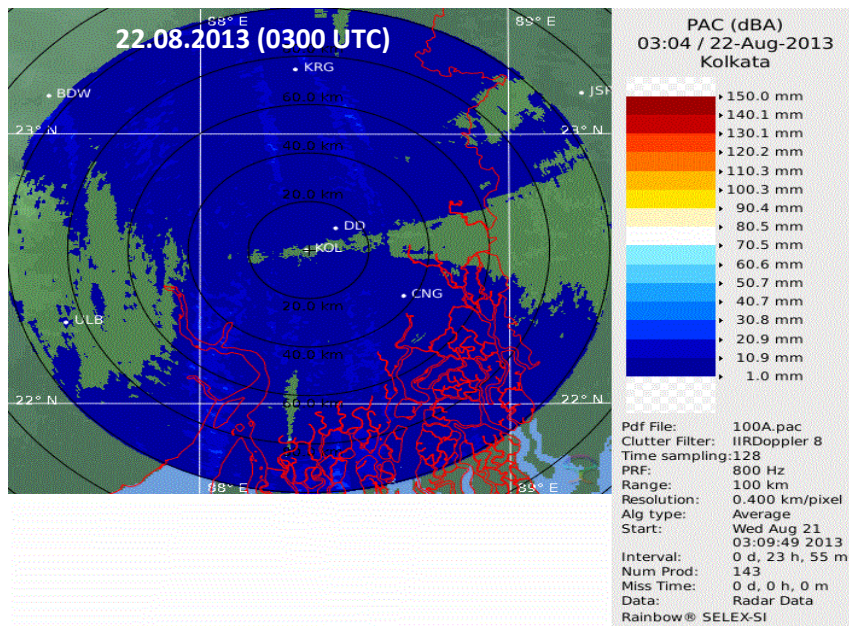 88° E
89° E
22.08.2013 (0300 UTC)
KRG
BDW
60.0 km
JSR
23° N
23° N
40.0 km
20.0 km
DD
KOL
CNG
20.0 km
ULB
40.0 km
22° N
60.0 km
22° N
88° E
89° E
PAC (dBA)
03:04 / 22-Aug-2013
Kolkata
150.0 mm
140.1 mm
130.1 mm
120.2 mm
110.3 mm
100.3 mm
90.4 mm
80.5 mm
70.5 mm
60.6 mm
50.7 mm
40.7 mm
30.8 mm
20.9 mm
10.9 mm
1.0 mm
Pdf File: 100A.pac
Clutter Filter: IIRDoppler 8
Time sampling:128
PRF: 800 Hz
Range: 100 km
Resolution: 0.400 km/pixel
Alg type: Average
Start: Wed Aug 21
03:09:49 2013
Interval: 0 d, 23 h, 55 m
Num Prod: 143
Miss Time: 0 d, 0 h, 0 m
Data: Radar Data
Rainbow® SELEX-SI